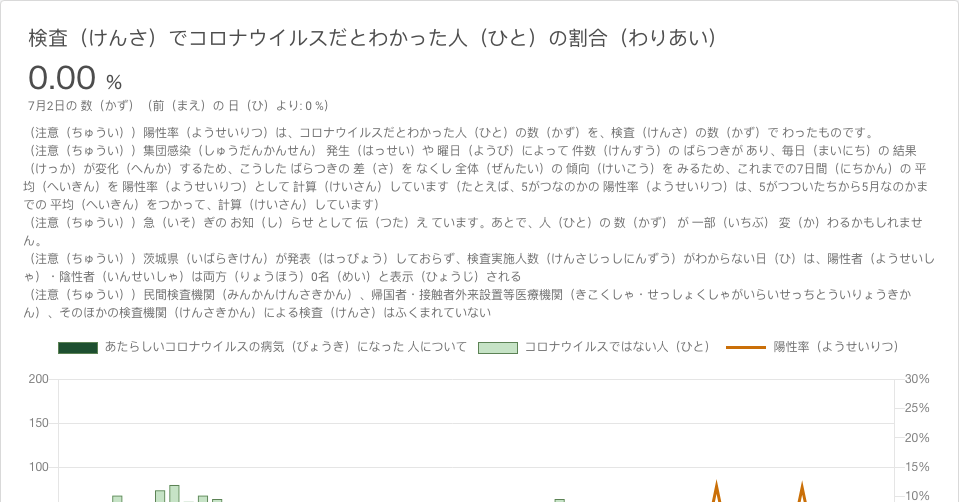 検査（けんさ）でコロナウイルスだとわかった人（ひと）の割合（わりあい）
0.00 %
7月2日の 数（かず）（前（まえ）の 日（ひ）より: 0 %）
（注意（ちゅうい））陽性率（ようせいりつ）は、コロナウイルスだとわかった人（ひと）の数（かず）を、検査（けんさ）の数（かず）で わったものです。
（注意（ちゅうい））集団感染（しゅうだんかんせん） 発生（はっせい）や 曜日（ようび）によって 件数（けんすう）の ばらつきが あり、毎日（まいにち）の 結果
（けっか）が変化（へんか）するため、こうした ばらつきの 差（さ）を なくし 全体（ぜんたい）の 傾向（けいこう）を みるため、これまでの7日間（にちかん）の 平
均（へいきん）を 陽性率（ようせいりつ）として 計算（けいさん）しています（たとえば、5がつなのかの 陽性率（ようせいりつ）は、5がつついたちから5月なのかま
での 平均（へいきん）をつかって、計算（けいさん）しています）
（注意（ちゅうい））急（いそ）ぎの お知（し）らせ として 伝（つた）え ています。あとで、人（ひと）の 数（かず） が 一部（いちぶ） 変（か）わるかもしれませ
ん。
（注意（ちゅうい））茨城県（いばらきけん）が発表（はっぴょう）しておらず、検査実施人数（けんさじっしにんずう）がわからない日（ひ）は、陽性者（ようせいし
ゃ）・陰性者（いんせいしゃ）は両方（りょうほう）0名（めい）と表示（ひょうじ）される
（注意（ちゅうい））民間検査機関（みんかんけんさきかん）、帰国者・接触者外来設置等医療機関（きこくしゃ・せっしょくしゃがいらいせっちとういりょうきか
ん）、そのほかの検査機関（けんさきかん）による検査（けんさ）はふくまれていない
あたらしいコロナウイルスの病気（びょうき）になった 人について コロナウイルスではない人（ひと） 陽性率（ようせいりつ）
200 30%
25%
150
20%
100 15%
10%